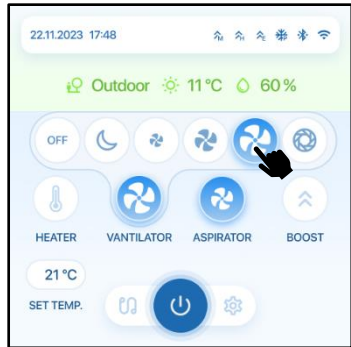 22.11.2023 17:48
Outdoor 11 °C 60 %
OFF
HEATER VANTILATOR ASPIRATOR BOOST
21 °C
SET TEMP.